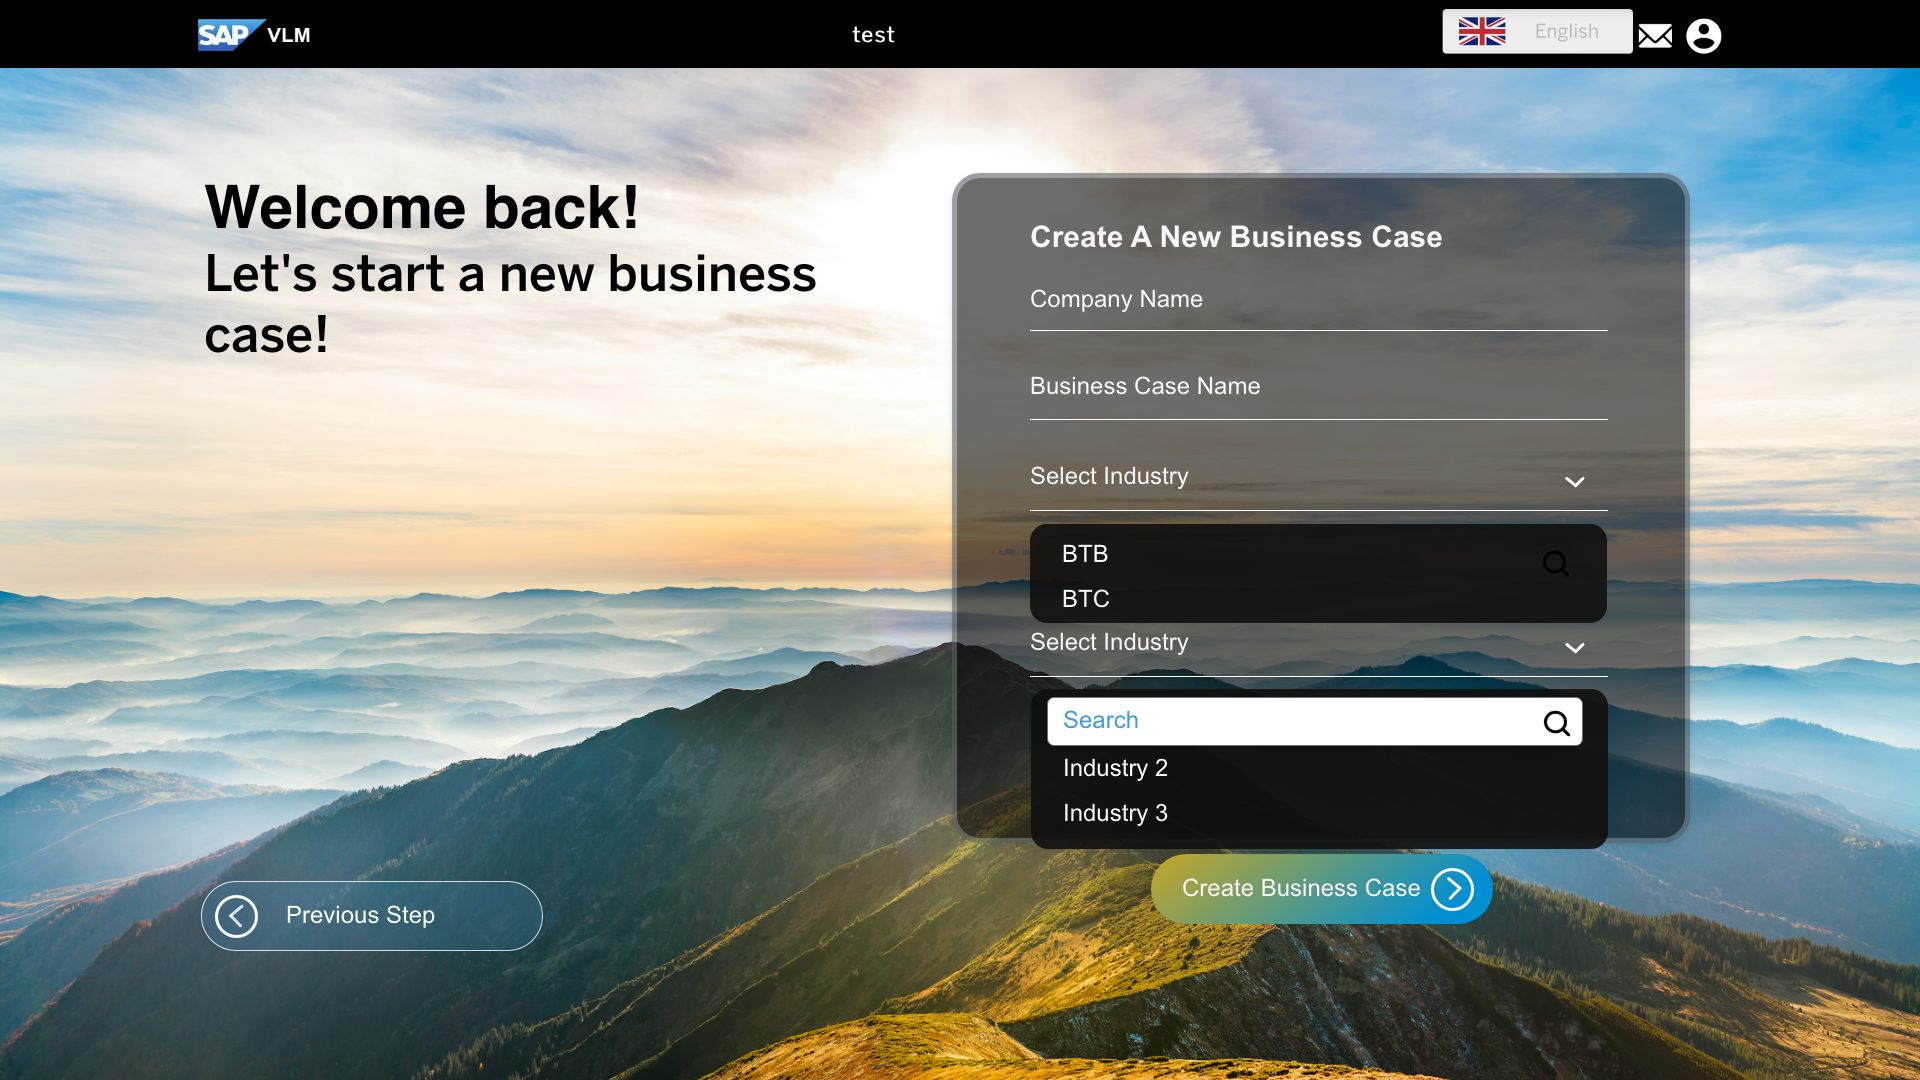 SAP VLM
test
English
Welcome back!
Let's start a new business
case!
Create A New Business Case
Company Name
Business Case Name
Select Industry
BTB
BTC
Select Industry
Search
Industry 2
Industry 3
Create Business Case
Previous Step